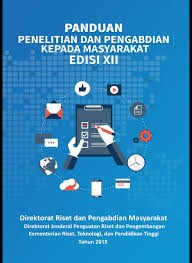 PANDUAN
PENELITIAN DAN PENGABDIAN
KEPADA MASYARAKAT
EDISI XII
Direktorat Riset dan Pengabdian Masyarakat
Direktorat Jenderal Penguatan Riset dan Pengembangan
Kementerian Riset, Teknologi, dan Pendidikan Tinggi
Tahun 2018